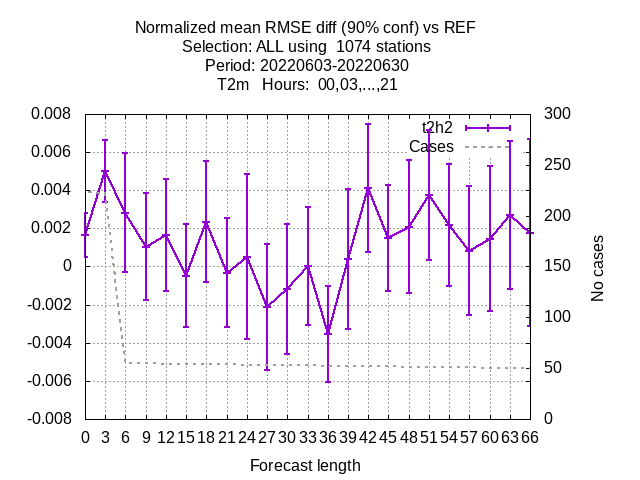 Normalized mean RMSE diff (90% conf) vs REF
Selection: ALL using  1074 stations
Period: 20220603-20220630
T2m   Hours:  00,03,...,21
0.008
0.006
0.004
0.002
0
-0.002
-0.004
-0.006
-0.008
t2h2
Cases
300
250
200
150
100
50
0
No cases
0 3 6 9 12 15 18 21 24 27 30 33 36 39 42 45 48 51 54 57 60 63 66
Forecast length